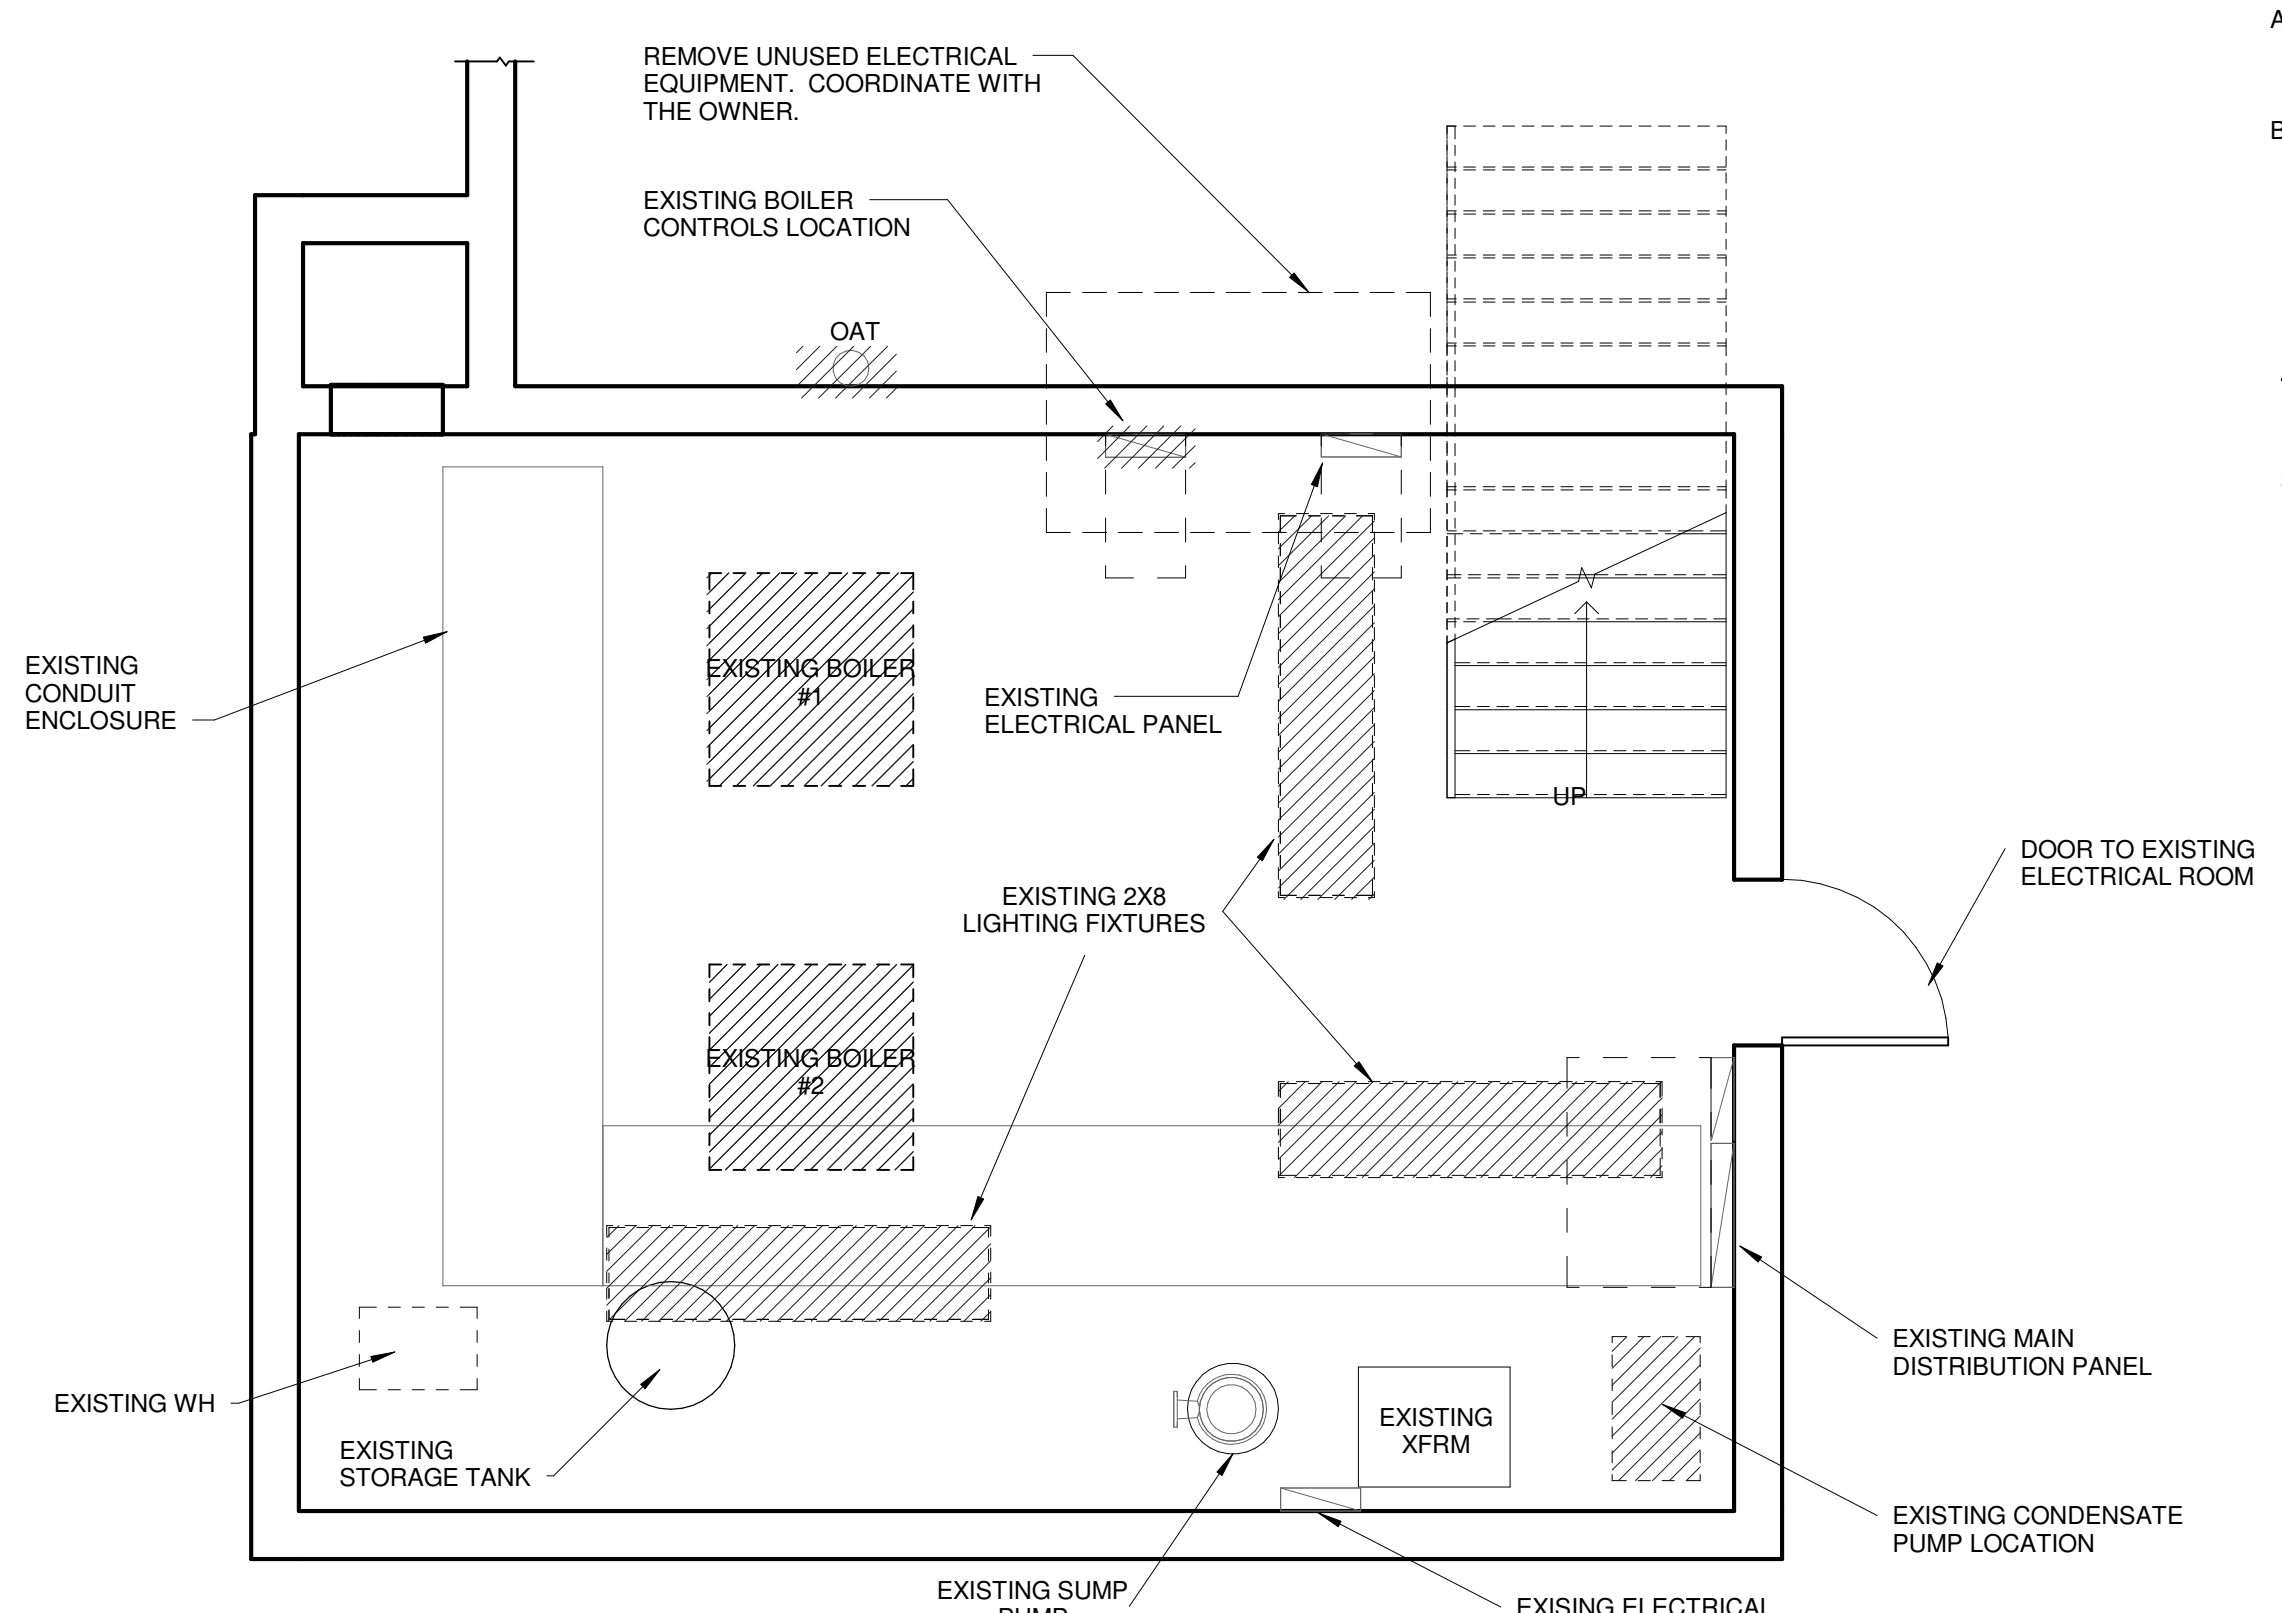 A
REMOVE UNUSED ELECTRICAL
EQUIPMENT.  COORDINATE WITH
THE OWNER.
B
EXISTING BOILER
CONTROLS LOCATION
OAT
EXISTING
CONDUIT
ENCLOSURE
EXISTING BOILER
#1
EXISTING
ELECTRICAL PANEL
UP
DOOR TO EXISTING
ELECTRICAL ROOM
EXISTING 2X8
LIGHTING FIXTURES
EXISTING BOILER
#2
EXISTING MAIN
DISTRIBUTION PANEL
EXISTING WH
EXISTING
STORAGE TANK
EXISTING
XFRM
EXISTING CONDENSATE
PUMP LOCATION
EXISTING SUMP
PUMP
EXISING ELECTRICAL